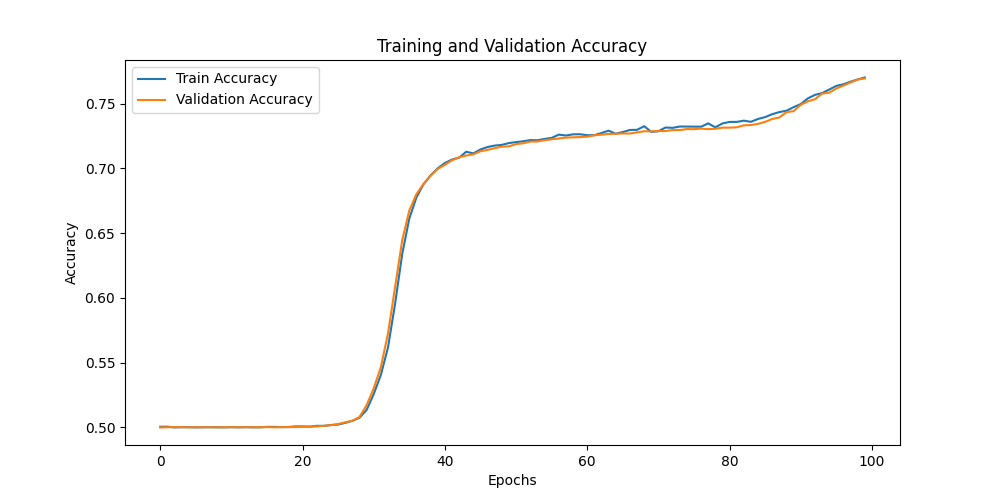 Training and Validation Accuracy
Train Accuracy
Validation Accuracy
0.75
0.70
0.65
0.60
0.55
0.50
Accuracy
0 20 40 60 80 100
Epochs